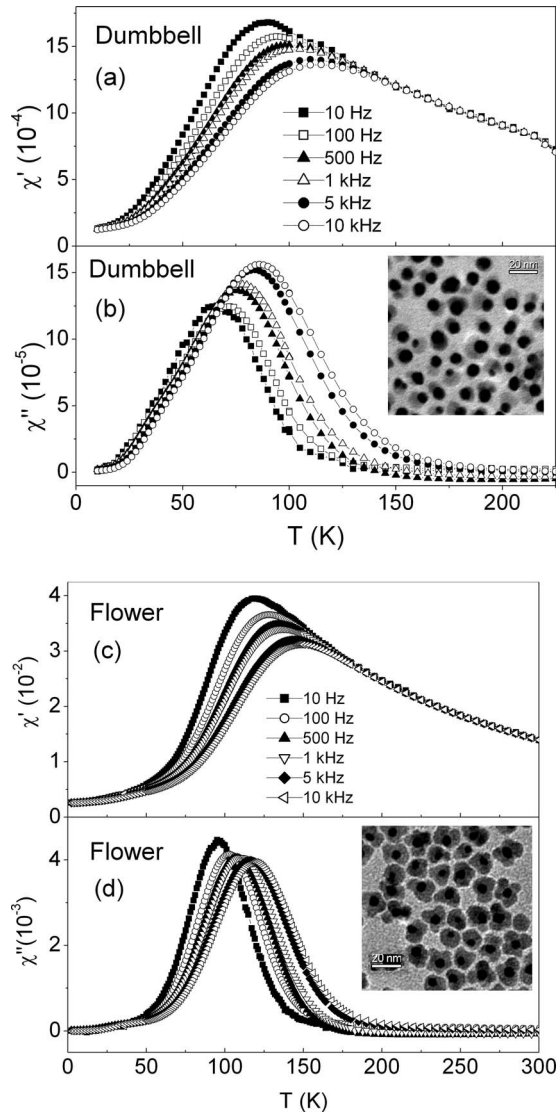 Dumbbell
(a)
χ' (10⁻⁴)
15
10
5
0
10 Hz
100 Hz
500 Hz
1 kHz
5 kHz
10 kHz
Dumbbell
(b)
χ'' (10⁻⁵)
15
10
5
0
20 nm
0 50 100 150 200
T (K)
Flower
(c)
χ' (10⁻²)
4
3
2
1
0
10 Hz
100 Hz
500 Hz
1 kHz
5 kHz
10 kHz
Flower
(d)
χ''(10⁻³)
4
2
0
20 nm
0 50 100 150 200 250 300
T (K)